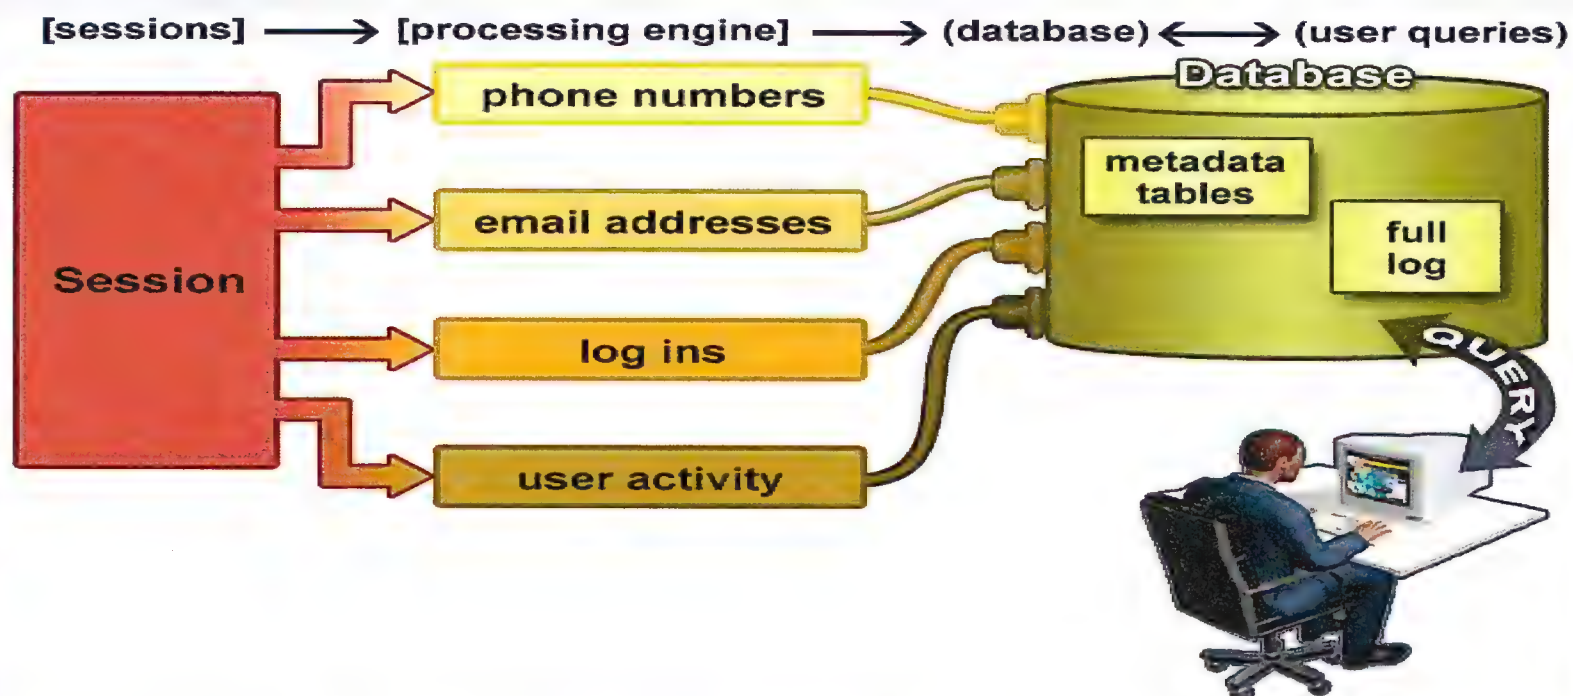 [sessions] → [processing engine] → (database) ↔ (user queries)
Database
phone numbers
metadata
tables
email addresses
full
log
Session
log ins
QUERY
user activity